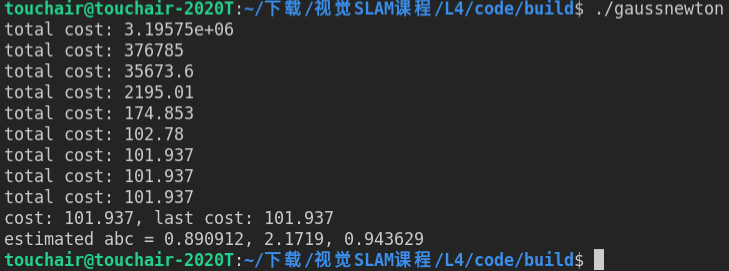 touchair@touchair-2020T:~/下载/视觉SLAM课程/L4/code/build$ ./gaussnewton
total cost: 3.19575e+06
total cost: 376785
total cost: 35673.6
total cost: 2195.01
total cost: 174.853
total cost: 102.78
total cost: 101.937
total cost: 101.937
total cost: 101.937
cost: 101.937, last cost: 101.937
estimated abc = 0.890912, 2.1719, 0.943629
touchair@touchair-2020T:~/下载/视觉SLAM课程/L4/code/build$